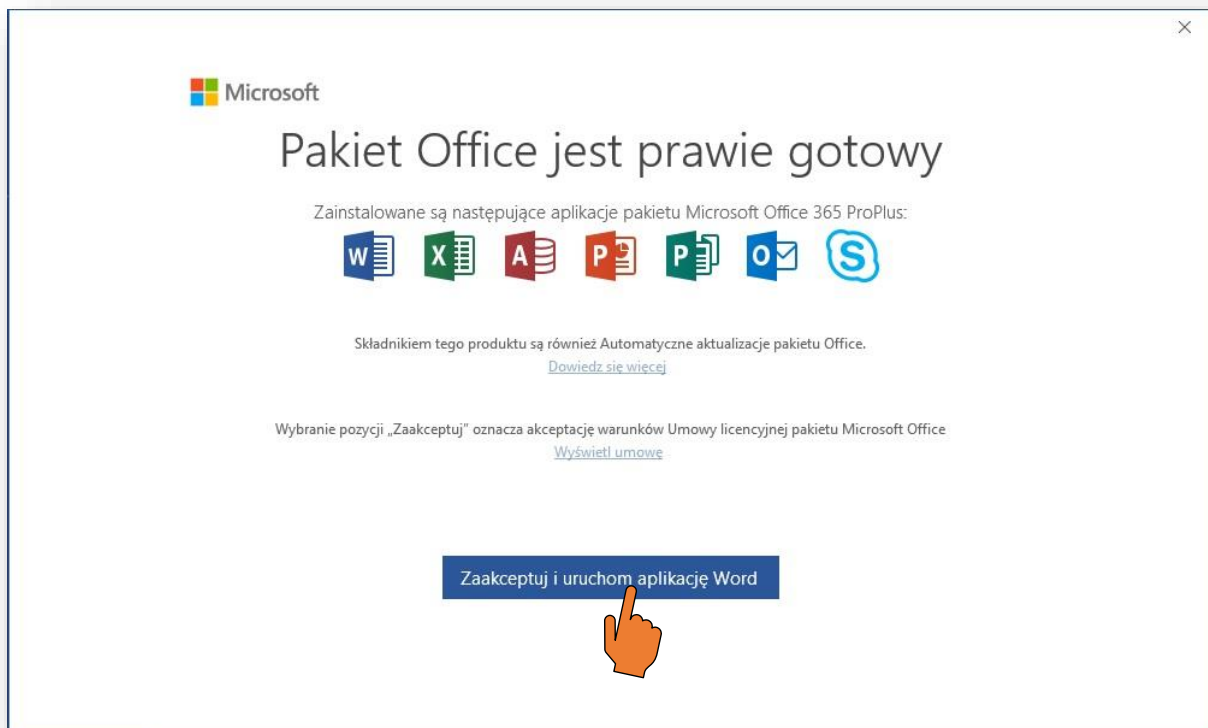 Microsoft
Pakiet Office jest prawie gotowy
Zainstalowane są następujące aplikacje pakietu Microsoft Office 365 ProPlus:
W X A P P O S
Składnikiem tego produktu są również Automatyczne aktualizacje pakietu Office.
Dowiedz się więcej
Wybranie pozycji „Zaakceptuj” oznacza akceptację warunków Umowy licencyjnej pakietu Microsoft Office
Wyświetl umowę
Zaakceptuj i uruchom aplikację Word